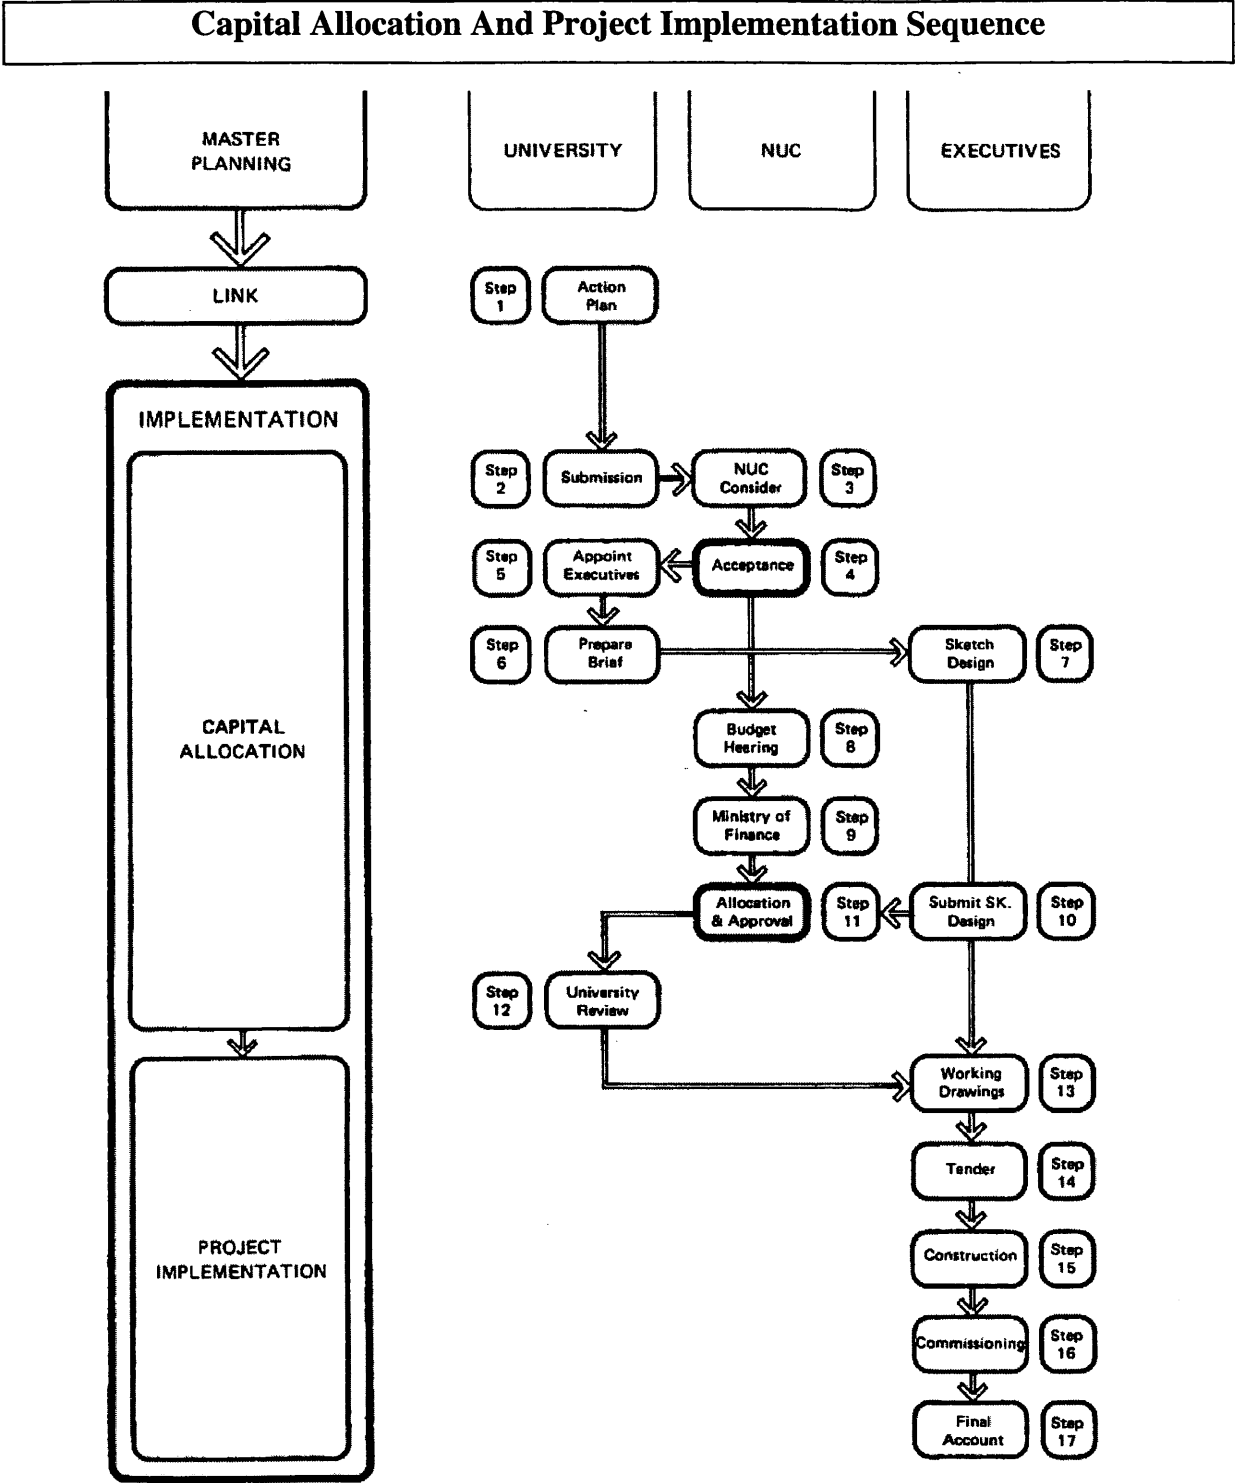 Capital Allocation And Project Implementation Sequence
MASTER
PLANNING
UNIVERSITY
NUC
EXECUTIVES
LINK
Step
1
Action
Plan
IMPLEMENTATION
Step
2
Submission
NUC
Consider
Step
3
Step
5
Appoint
Executives
Acceptance
Step
4
Step
6
Prepare
Brief
Sketch
Design
Step
7
CAPITAL
ALLOCATION
Budget
Hearing
Step
8
Ministry of
Finance
Step
9
Allocation
& Approval
Step
11
Submit SK.
Design
Step
10
Step
12
University
Review
Working
Drawings
Step
13
Tender
Step
14
PROJECT
IMPLEMENTATION
Construction
Step
15
Commissioning
Step
16
Final
Account
Step
17